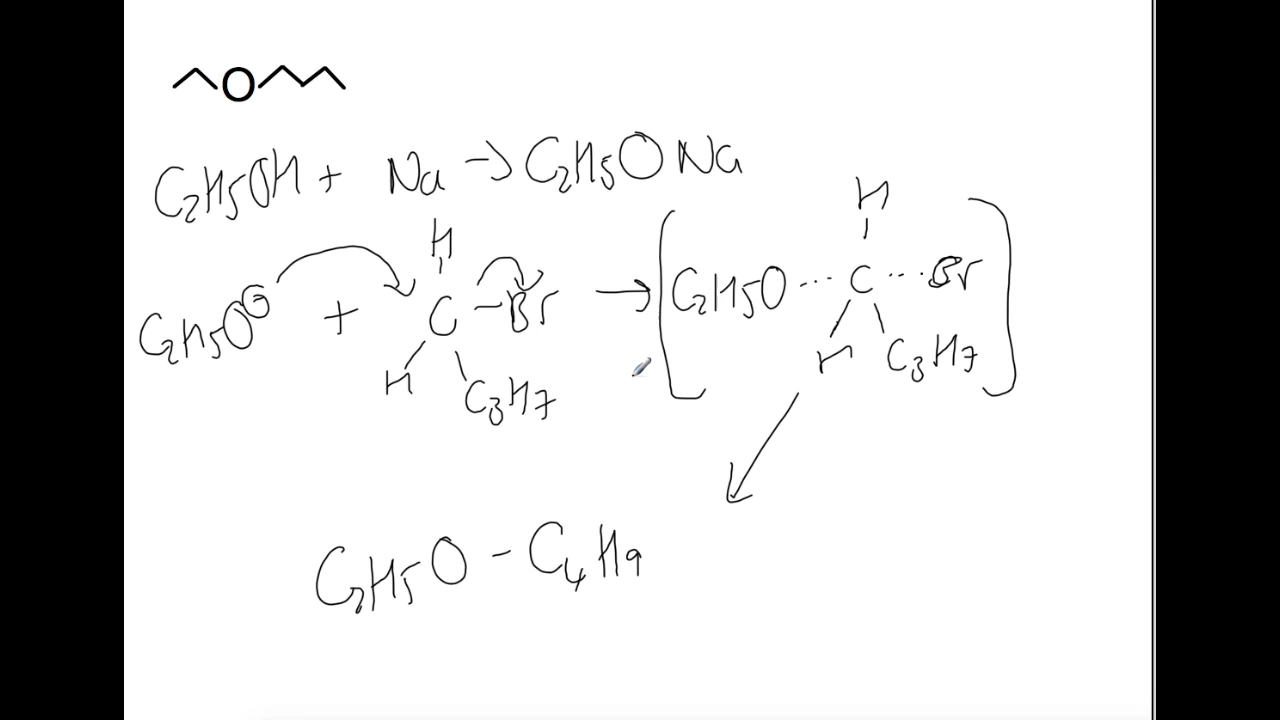 O
C2H5OH + Na → C2H5ONa
H
H
C2H5O⊖ + C – Br → [C2H5O ··· C ··· Br]
H C3H7
H C3H7
C2H5O – C4H9